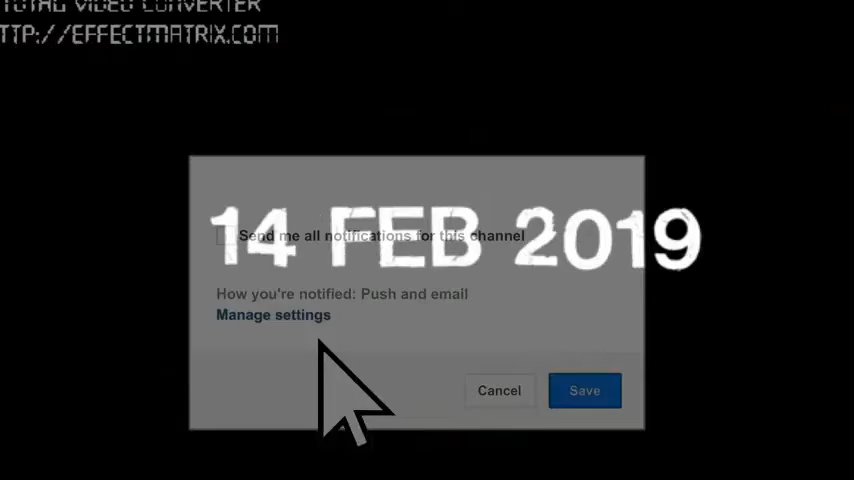 TOTAL VIDEO CONVERTER
TTP://EFFECTMATRIX.COM
14 FEB 2019
Send me all notifications for this channel
How you're notified: Push and email
Manage settings
Cancel
Save